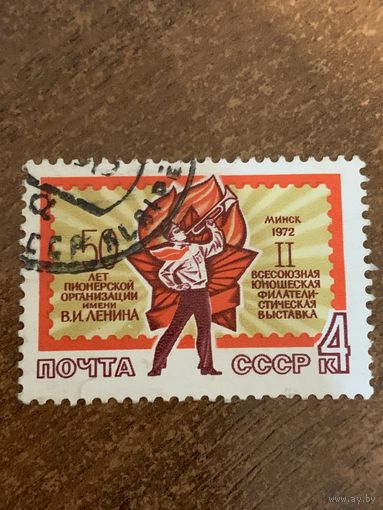 50
ЛЕТ
ПИОНЕРСКОЙ
ОРГАНИЗАЦИИ
ИМЕНИ
В.И.ЛЕНИНА
МИНСК
1972
II
ВСЕСОЮЗНАЯ
ЮНОШЕСКАЯ
ФИЛАТЕЛИ-
СТИЧЕСКАЯ
ВЫСТАВКА
ПОЧТА СССР 4К
www.ay.by